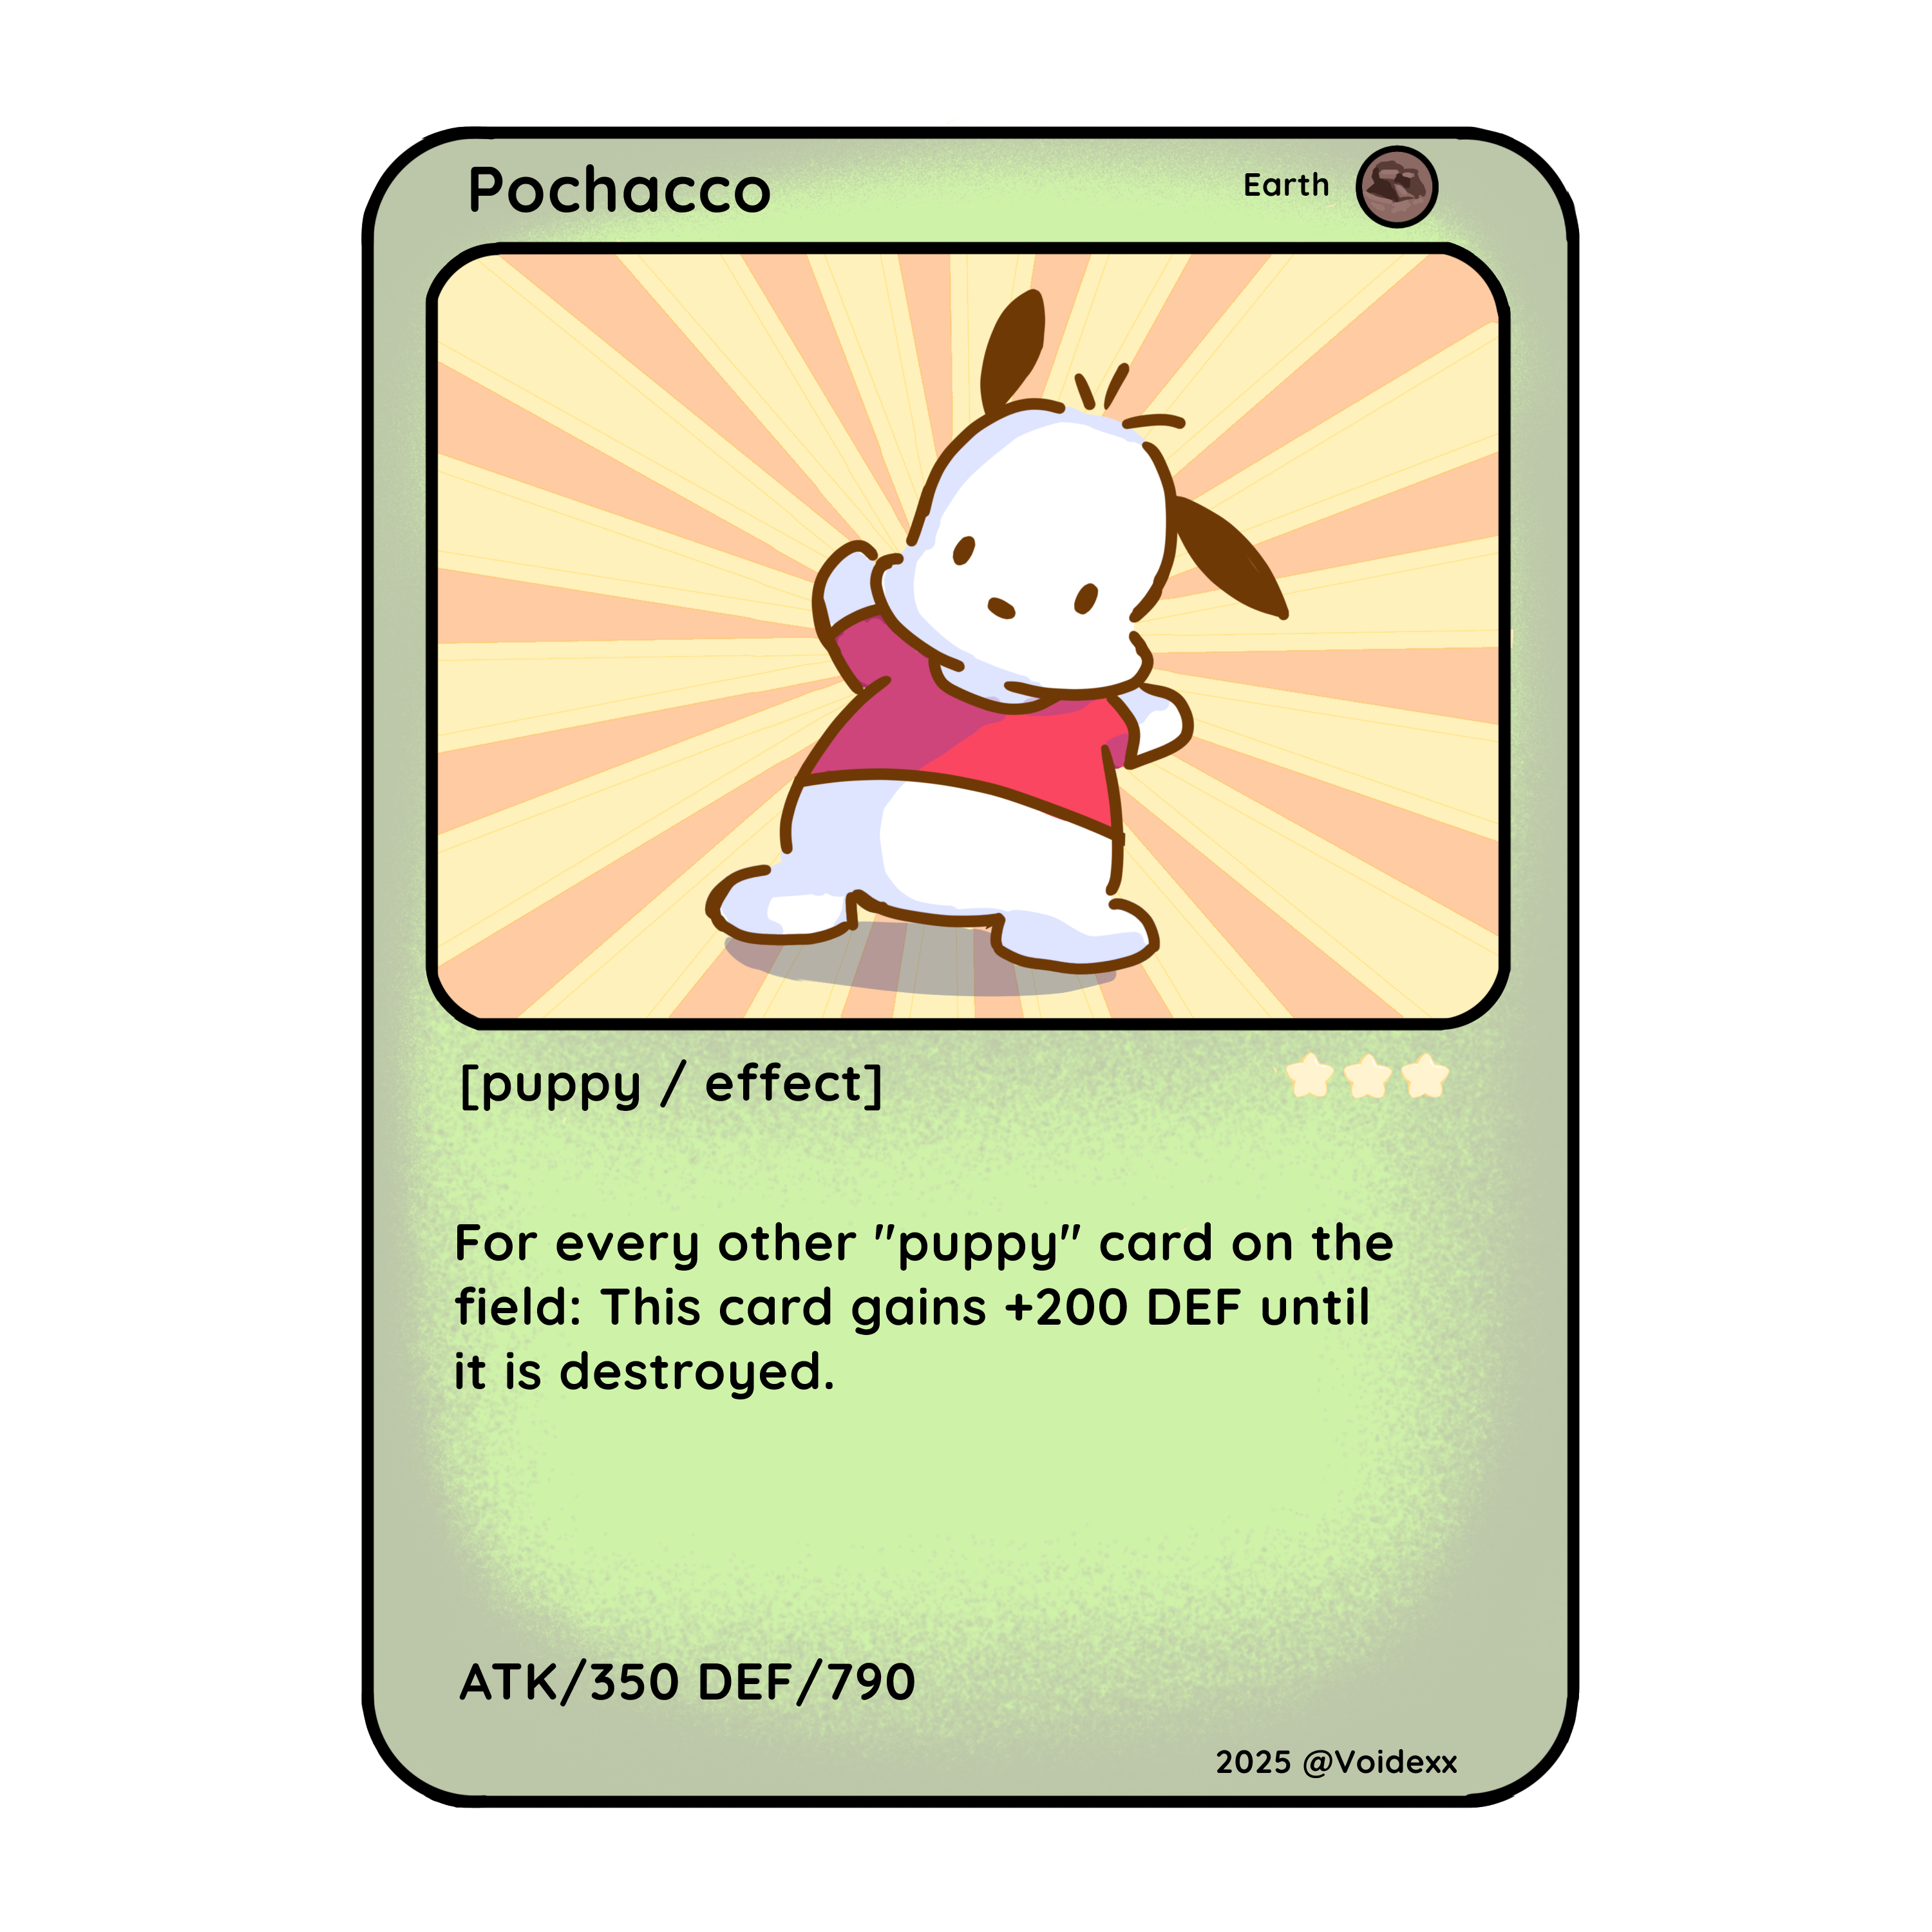 Pochacco
Earth
[puppy / effect]
For every other "puppy" card on the
field: This card gains +200 DEF until
it is destroyed.
ATK/350 DEF/790
2025 @Voidexx